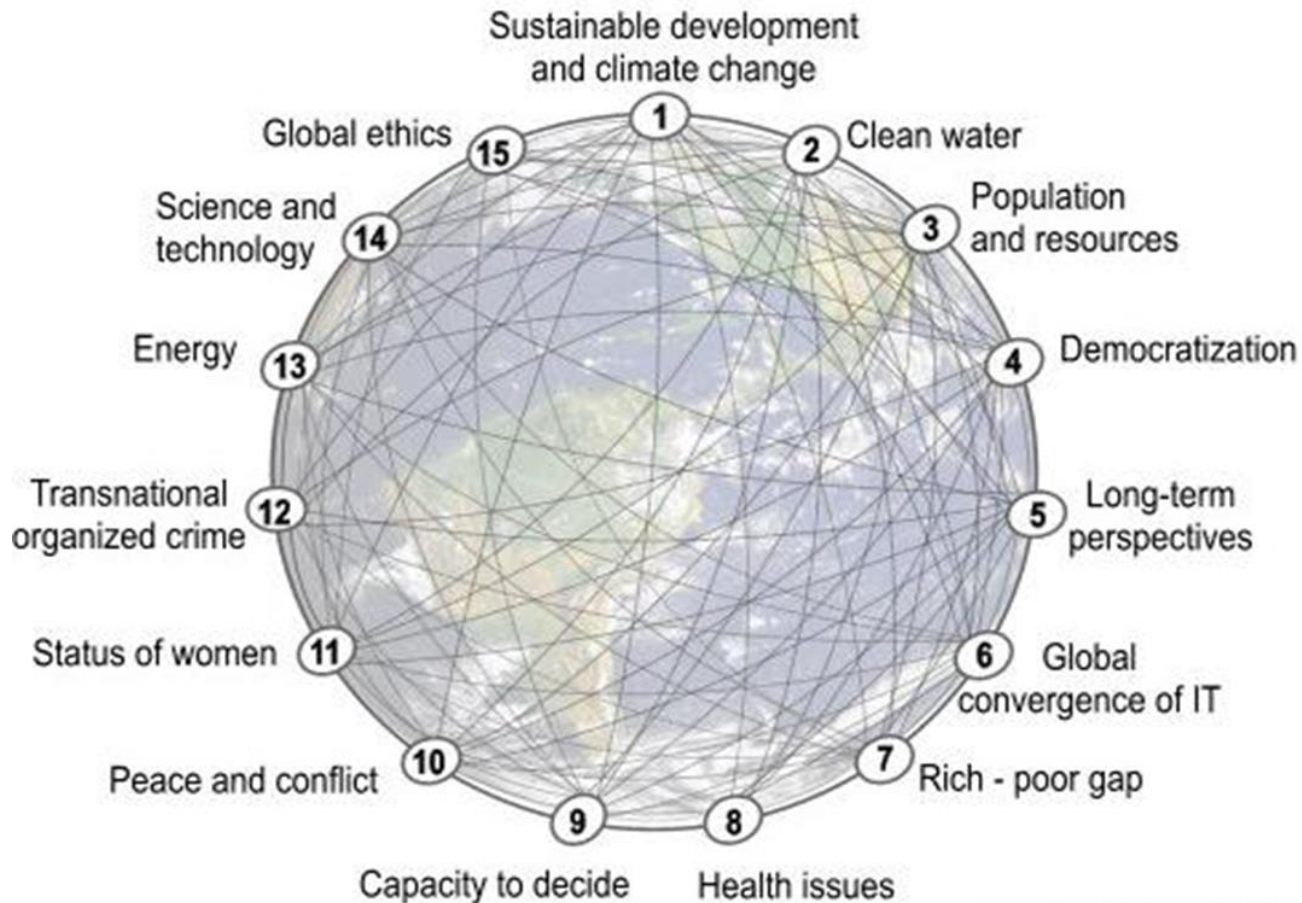 Sustainable development
and climate change
1
Global ethics
15
2
Clean water
Science and
technology
14
3
Population
and resources
Energy
13
4
Democratization
Transnational
organized crime
12
5
Long-term
perspectives
Status of women
11
6
Global
convergence of IT
Peace and conflict
10
7
Rich - poor gap
9
8
Capacity to decide
Health issues